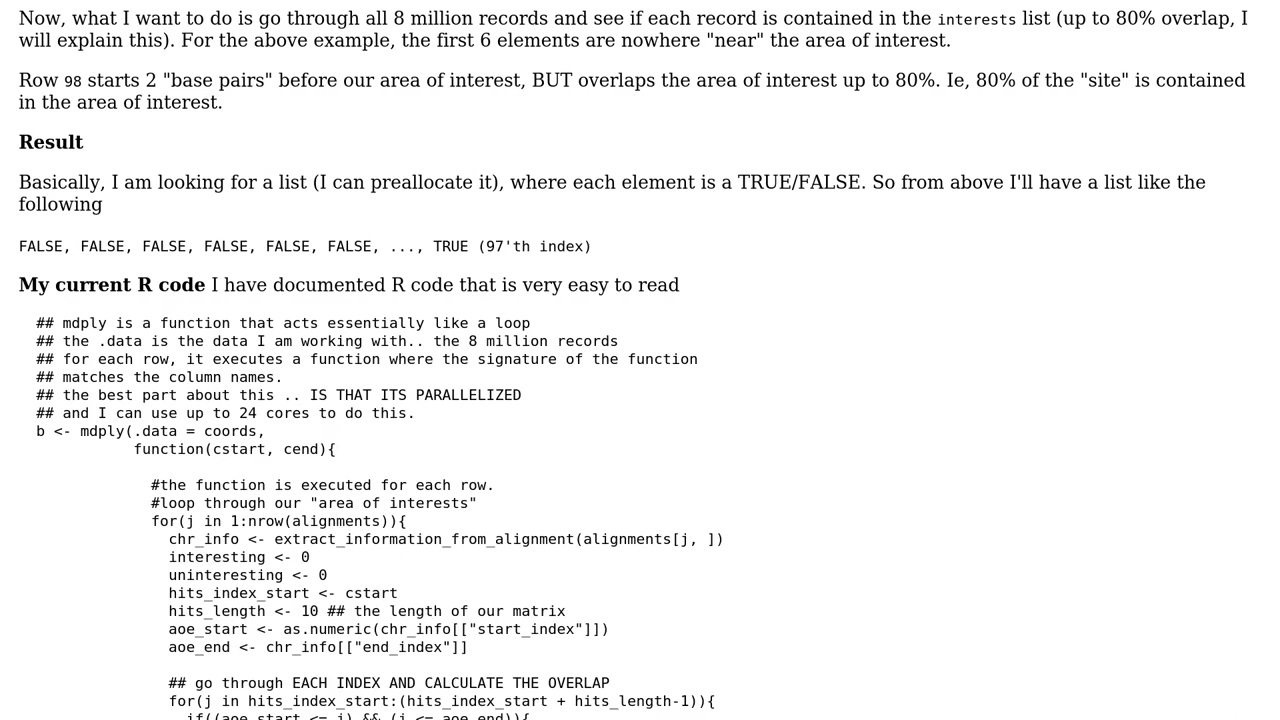 Now, what I want to do is go through all 8 million records and see if each record is contained in the interests list (up to 80% overlap, I
will explain this). For the above example, the first 6 elements are nowhere "near" the area of interest.
Row 98 starts 2 "base pairs" before our area of interest, BUT overlaps the area of interest up to 80%. Ie, 80% of the "site" is contained
in the area of interest.
Result
Basically, I am looking for a list (I can preallocate it), where each element is a TRUE/FALSE. So from above I'll have a list like the
following
FALSE, FALSE, FALSE, FALSE, FALSE, FALSE, ..., TRUE (97'th index)
My current R code I have documented R code that is very easy to read
## mdply is a function that acts essentially like a loop
## the .data is the data I am working with.. the 8 million records
## for each row, it executes a function where the signature of the function
## matches the column names.
## the best part about this .. IS THAT ITS PARALLELIZED
## and I can use up to 24 cores to do this.
b <- mdply(.data = coords,
function(cstart, cend){
#the function is executed for each row.
#loop through our "area of interests"
for(j in 1:nrow(alignments)){
chr_info <- extract_information_from_alignment(alignments[j, ])
interesting <- 0
uninteresting <- 0
hits_index_start <- cstart
hits_length <- 10 ## the length of our matrix
aoe_start <- as.numeric(chr_info[["start_index"]])
aoe_end <- chr_info[["end_index"]]
## go through EACH INDEX AND CALCULATE THE OVERLAP
for(j in hits_index_start:(hits_index_start + hits_length-1)){
if((aoe_start <= j) && (j <= aoe_end)){